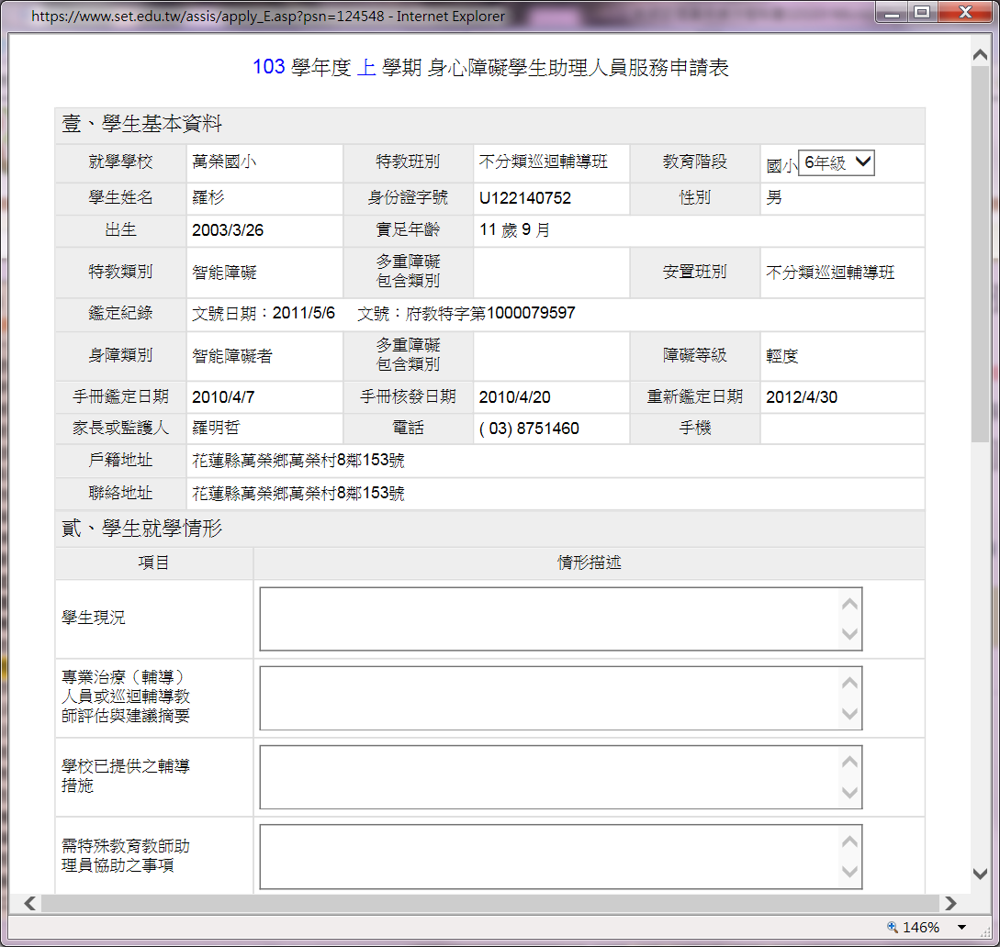 https://www.set.edu.tw/assis/apply_E.asp?psn=124548 - Internet Explorer
103 學年度 上 學期 身心障礙學生助理人員服務申請表
壹、學生基本資料
就學學校 萬榮國小 特教班別 不分類巡迴輔導班 教育階段 國小 6年級
學生姓名 羅杉 身份證字號 U122140752 性別 男
出生 2003/3/26 實足年齡 11 歲 9 月
特教類別 智能障礙 多重障礙 安置班別 不分類巡迴輔導班
包含類別
鑑定紀錄 文號日期：2011/5/6 文號：府教特字第1000079597
身障類別 智能障礙者 多重障礙 障礙等級 輕度
包含類別
手冊鑑定日期 2010/4/7 手冊核發日期 2010/4/20 重新鑑定日期 2012/4/30
家長或監護人 羅明哲 電話 ( 03) 8751460 手機
戶籍地址 花蓮縣萬榮鄉萬榮村8鄰153號
聯絡地址 花蓮縣萬榮鄉萬榮村8鄰153號
貳、學生就學情形
項目 情形描述
學生現況
專業治療（輔導）
人員或巡迴輔導教
師評估與建議摘要
學校已提供之輔導
措施
需特殊教育教師助
理員協助之事項
146%